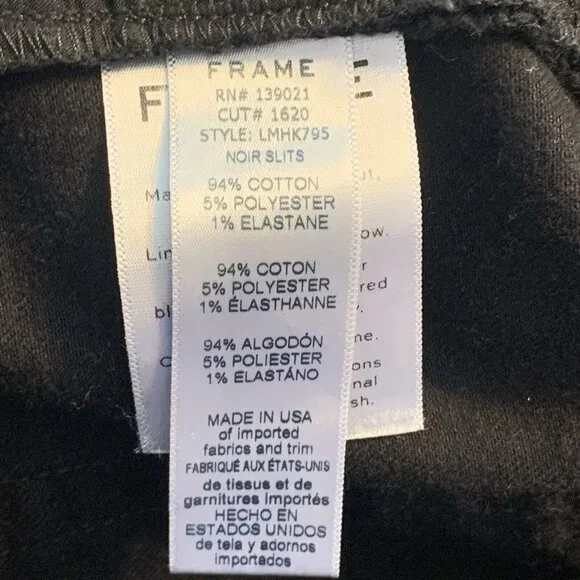 FRAME
RN# 139021
CUT# 1620
STYLE: LMHK795
NOIR SLITS
94% COTTON
5% POLYESTER
1% ELASTANE
94% COTON
5% POLYESTER
1% ÉLASTHANNE
94% ALGODÓN
5% POLIESTER
1% ELASTÁNO
MADE IN USA
of imported
fabrics and trim
FABRIQUÉ AUX ÉTATS-UNIS
de tissus et de
garnitures importés
HECHO EN
ESTADOS UNIDOS
de tela y adornos
importados